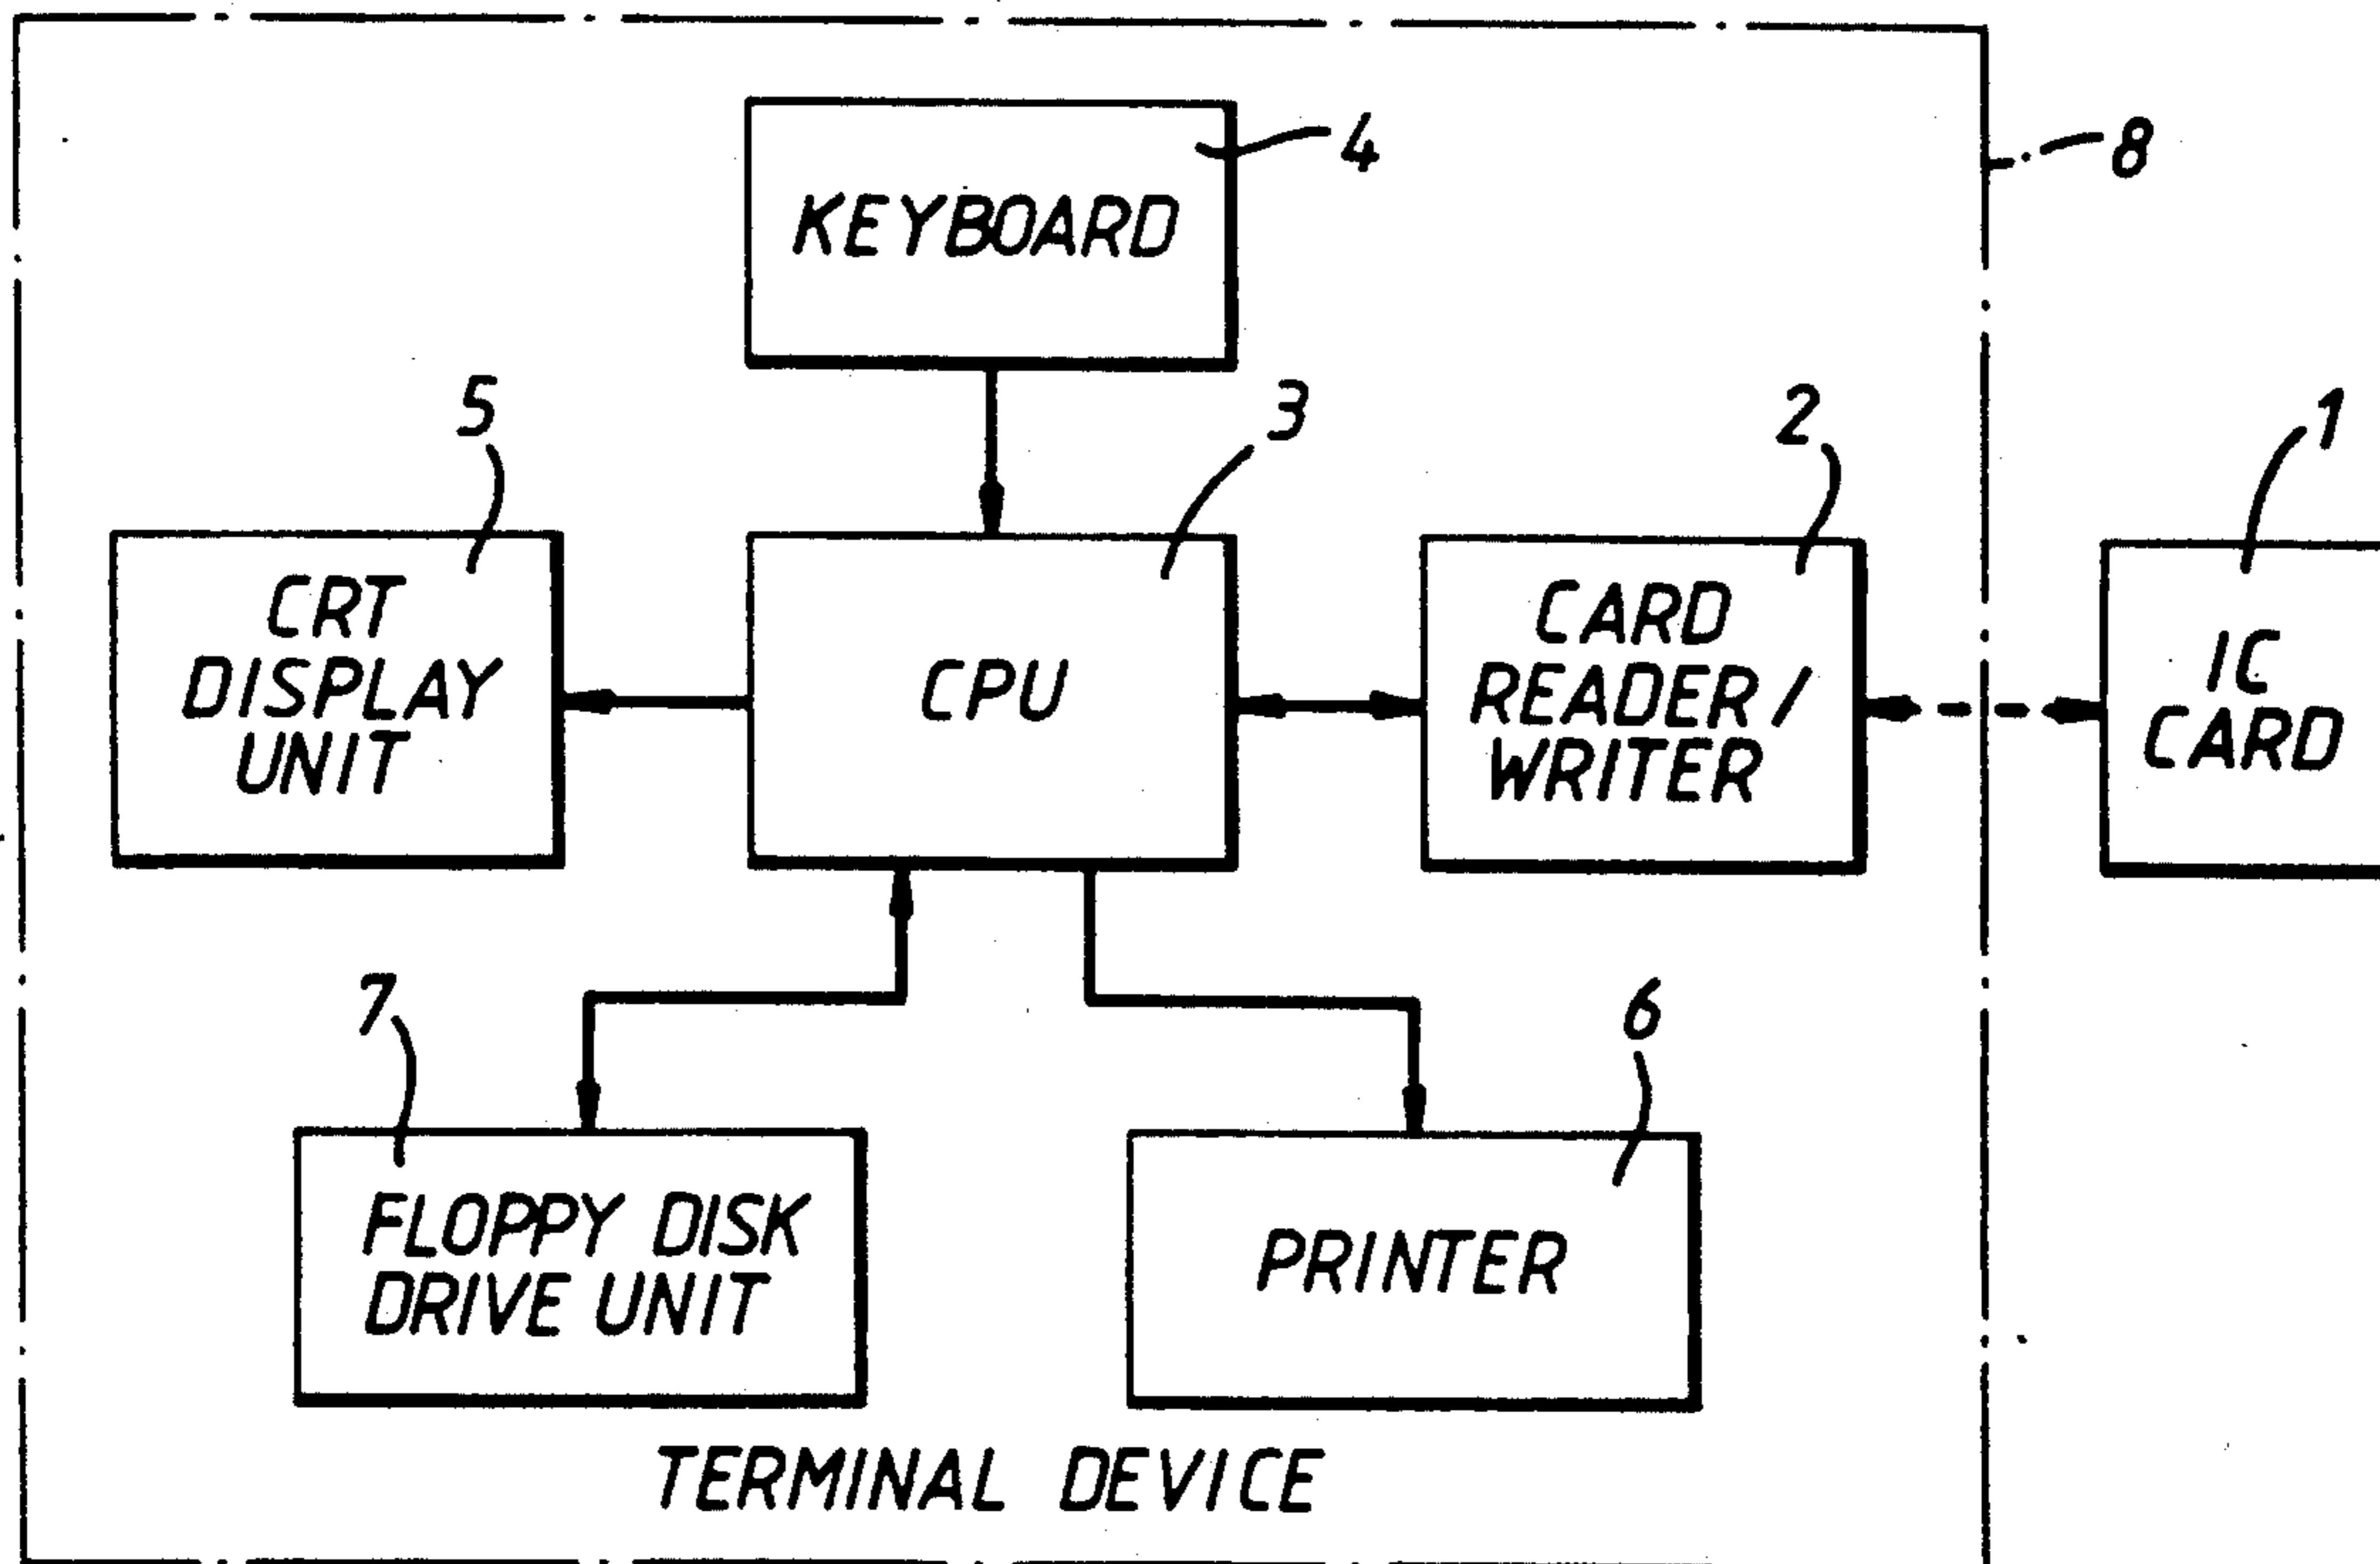 4
8
KEYBOARD
5
3
2
1
CRT
DISPLAY
UNIT
CPU
CARD
READER/
WRITER
IC
CARD
7
6
FLOPPY DISK
DRIVE UNIT
PRINTER
TERMINAL DEVICE